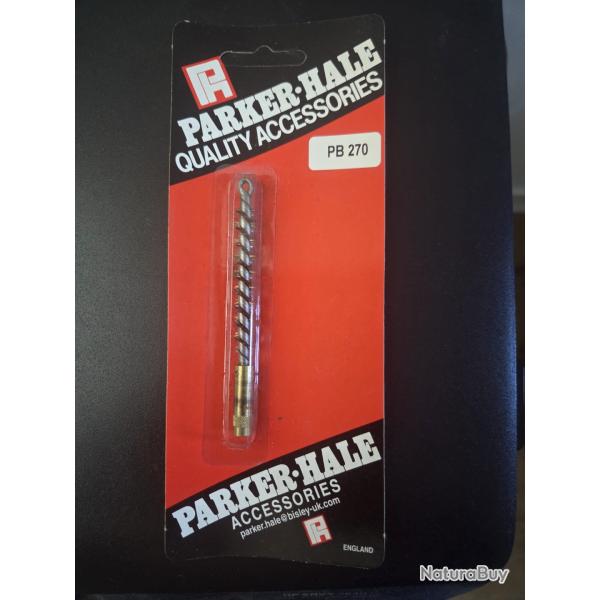 PARKER·HALE
QUALITY ACCESSORIES
PB 270
PARKER·HALE
ACCESSORIES
parker.hale@bisley-uk.com
ENGLAND
NaturaBuy